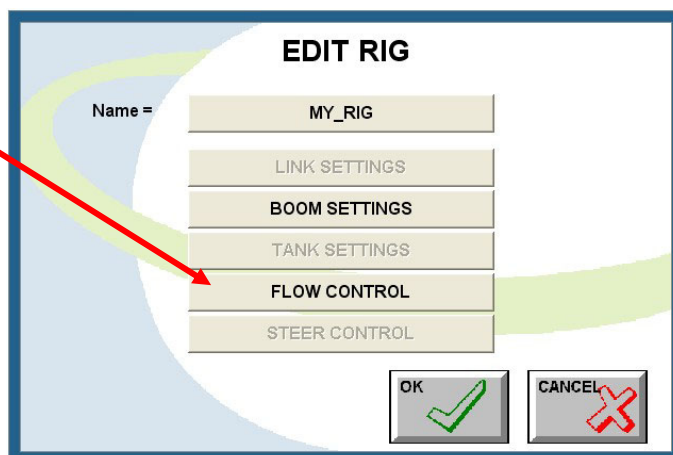 EDIT RIG
Name = MY_RIG
LINK SETTINGS
BOOM SETTINGS
TANK SETTINGS
FLOW CONTROL
STEER CONTROL
OK CANCEL